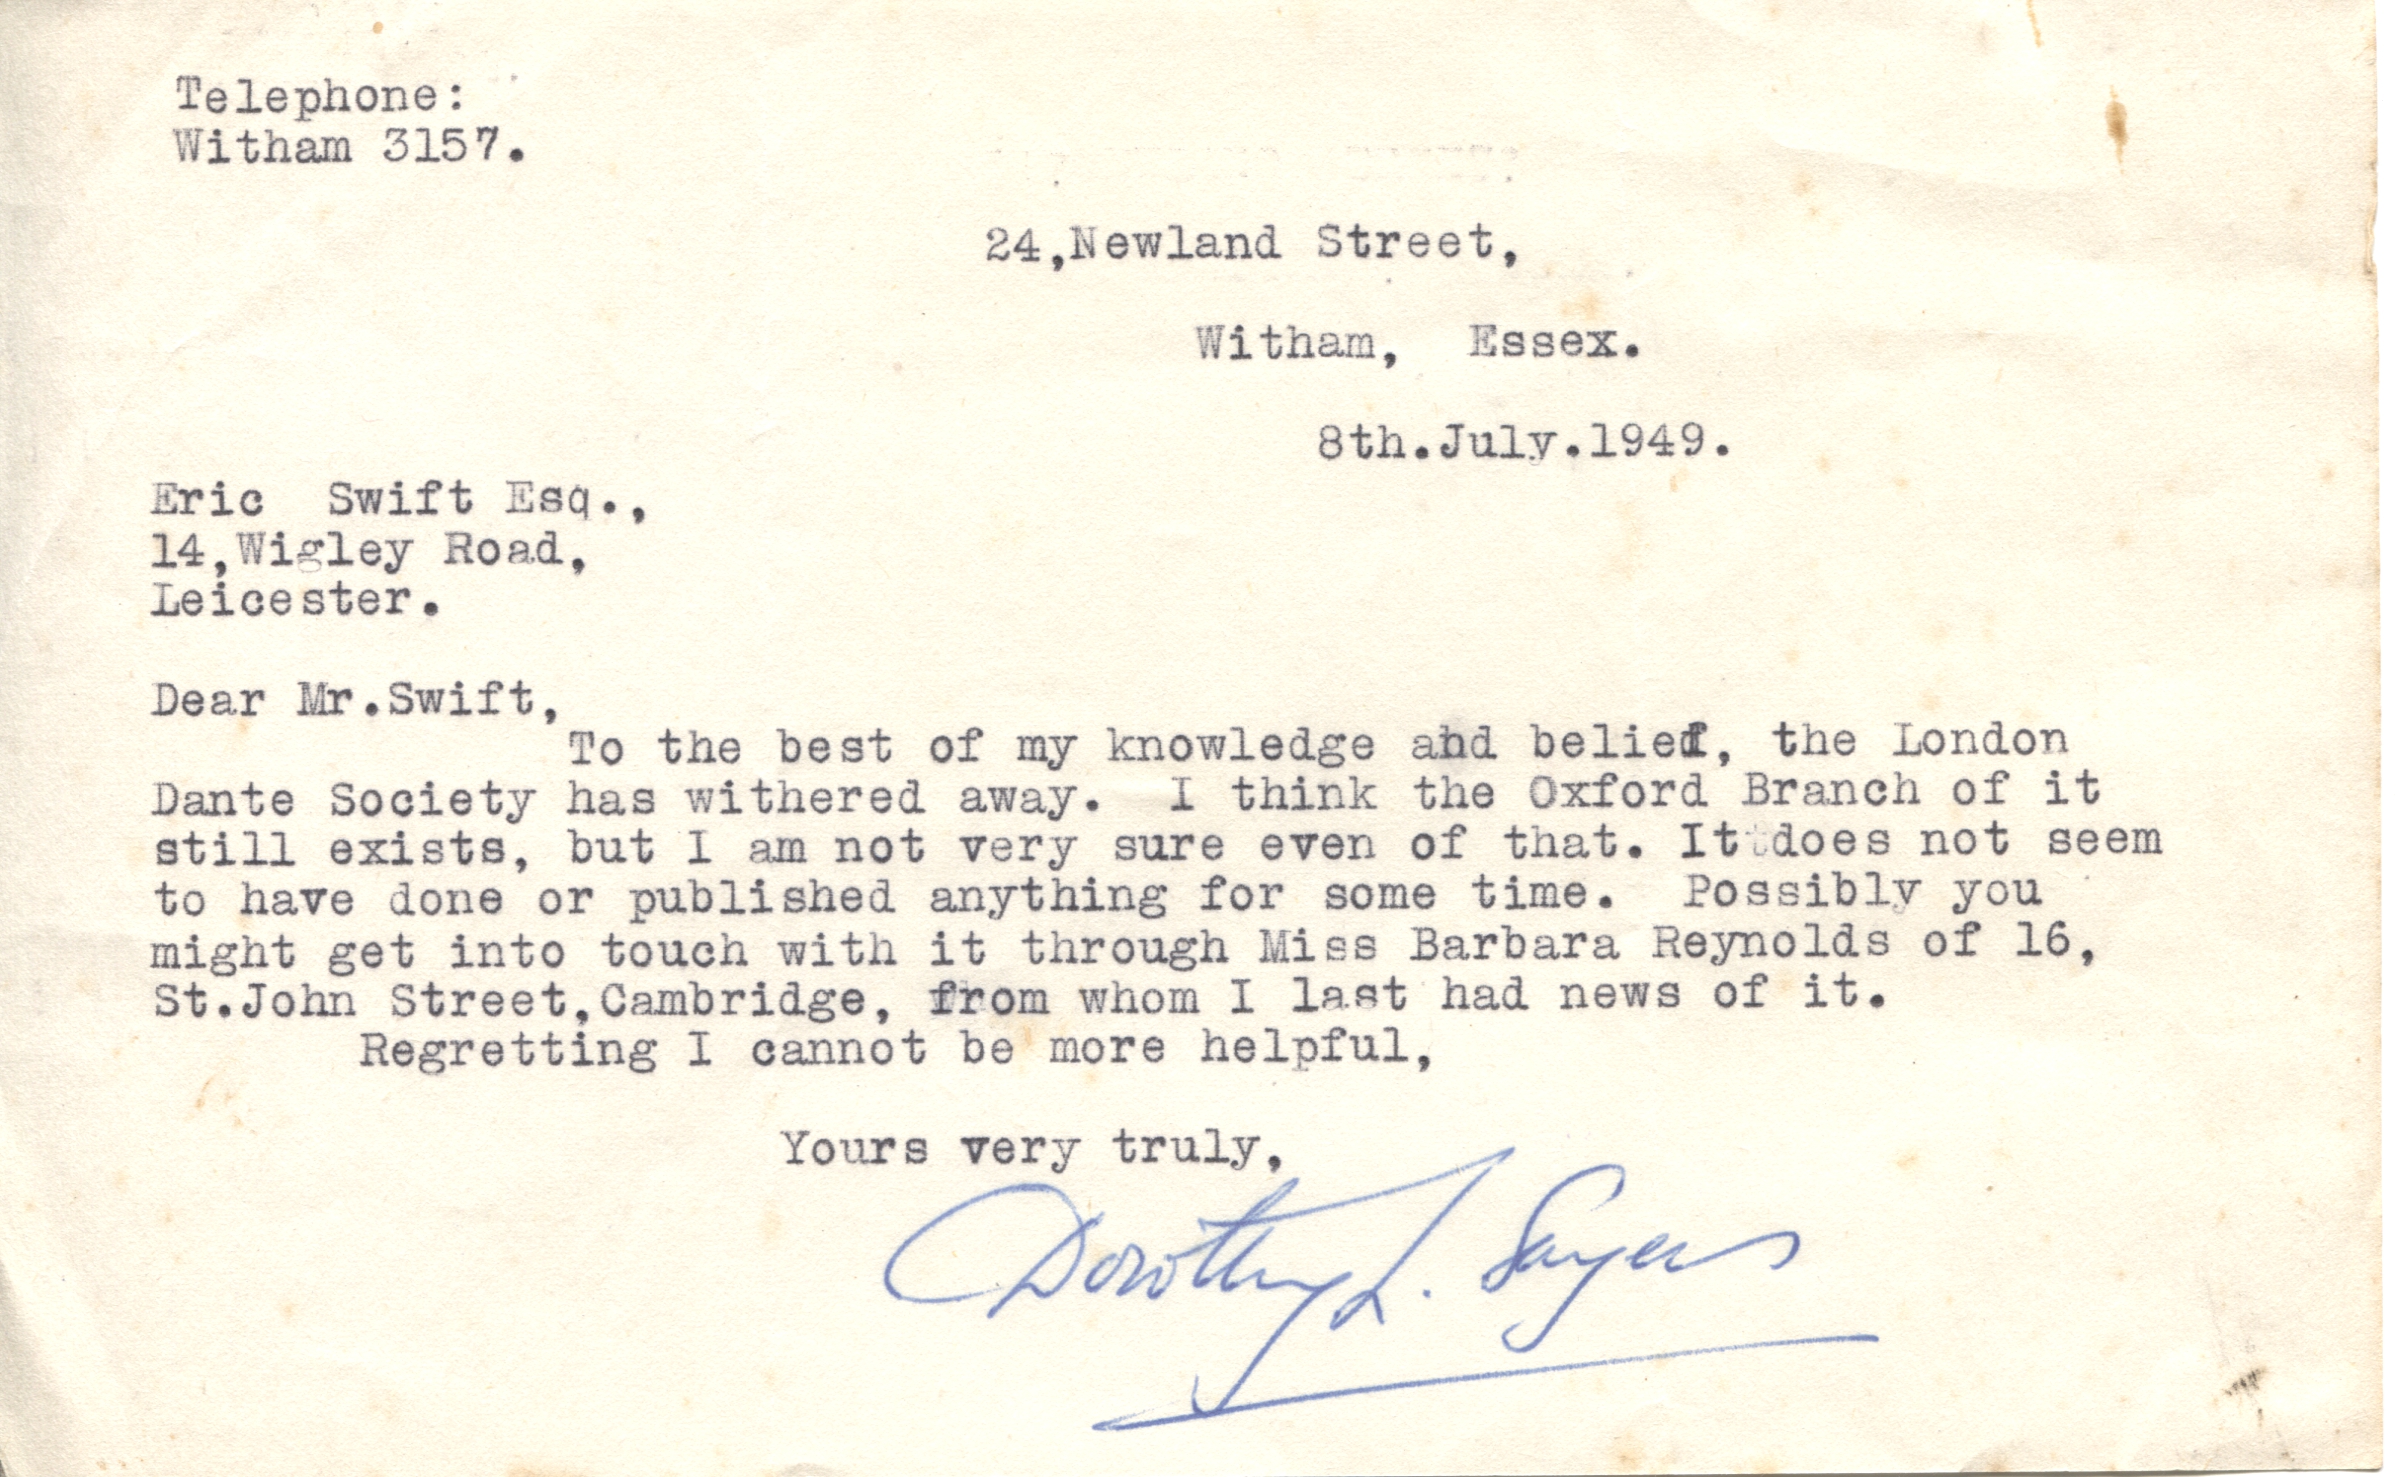 Telephone:
Witham 3157.
24,Newland Street,
Witham, Essex.
8th.July.1949.
Eric Swift Esq.,
14,Wigley Road,
Leicester.
Dear Mr.Swift,
To the best of my knowledge and belief, the London
Dante Society has withered away. I think the Oxford Branch of it
still exists, but I am not very sure even of that. It does not seem
to have done or published anything for some time. Possibly you
might get into touch with it through Miss Barbara Reynolds of 16,
St.John Street,Cambridge, from whom I last had news of it.
Regretting I cannot be more helpful,
Yours very truly,
Dorothy L. Sayers